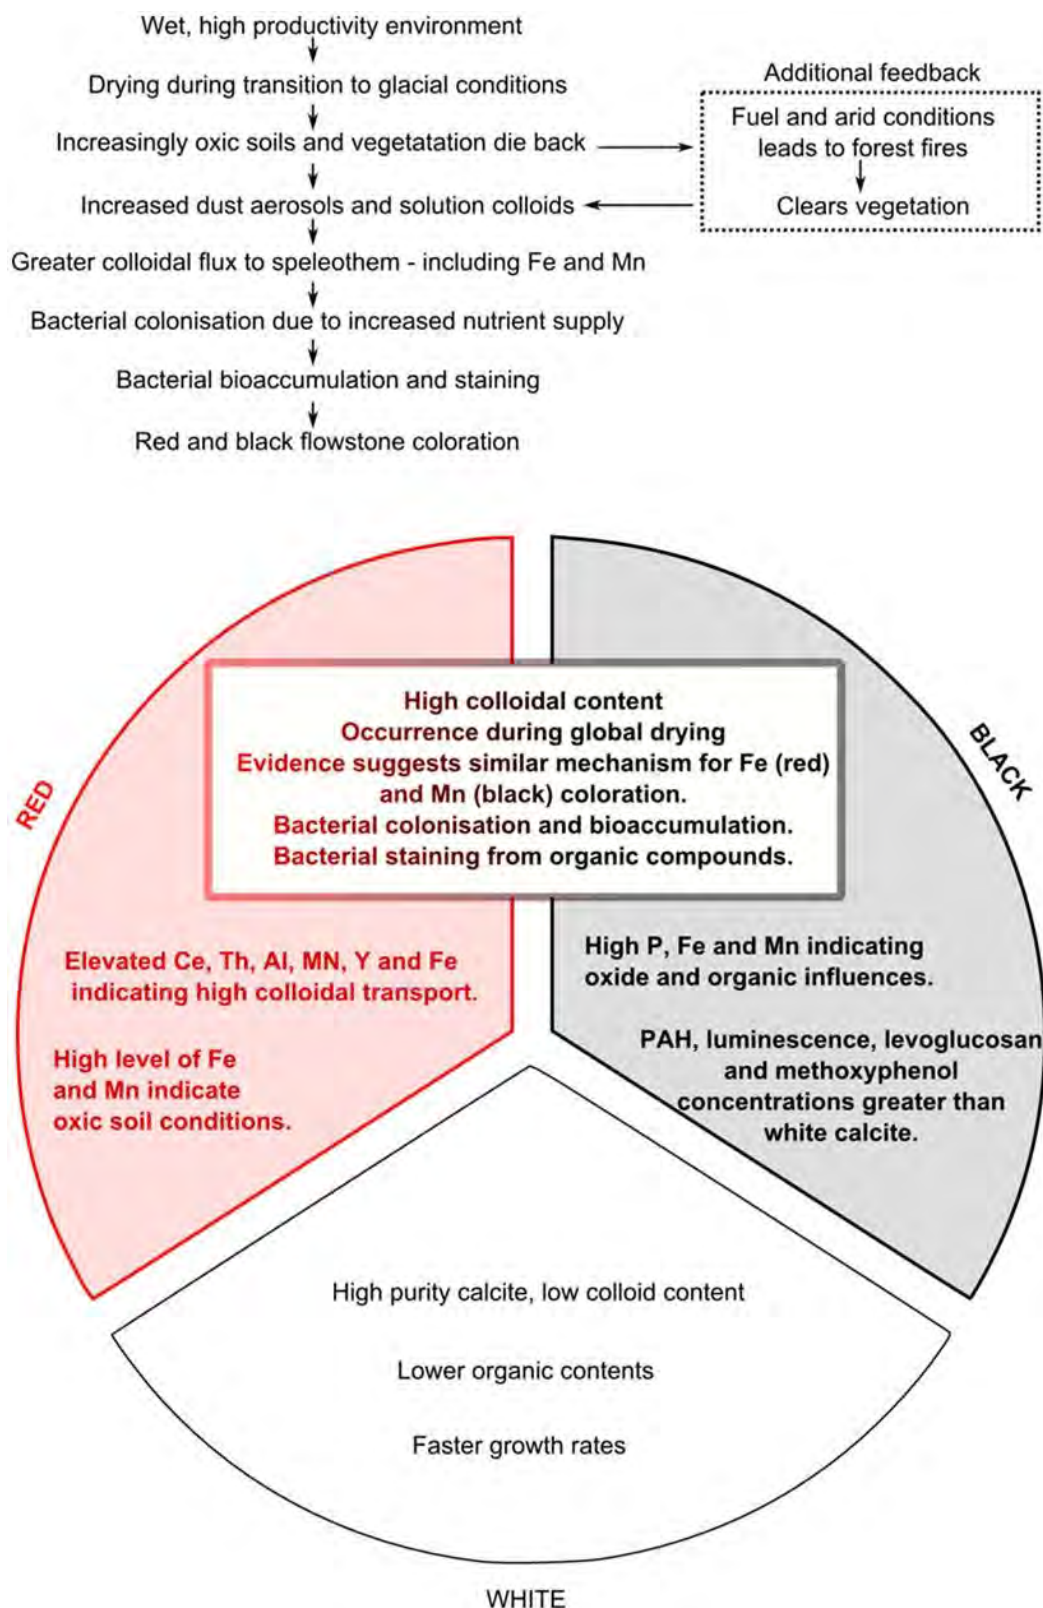 Wet, high productivity environment
Drying during transition to glacial conditions
Increasingly oxic soils and vegetatation die back
Increased dust aerosols and solution colloids
Greater colloidal flux to speleothem - including Fe and Mn
Bacterial colonisation due to increased nutrient supply
Bacterial bioaccumulation and staining
Red and black flowstone coloration
Additional feedback
Fuel and arid conditions
leads to forest fires
Clears vegetation
RED
BLACK
High colloidal content
Occurrence during global drying
Evidence suggests similar mechanism for Fe (red)
and Mn (black) coloration.
Bacterial colonisation and bioaccumulation.
Bacterial staining from organic compounds.
Elevated Ce, Th, Al, MN, Y and Fe
indicating high colloidal transport.
High level of Fe
and Mn indicate
oxic soil conditions.
High P, Fe and Mn indicating
oxide and organic influences.
PAH, luminescence, levoglucosan
and methoxyphenol
concentrations greater than
white calcite.
High purity calcite, low colloid content
Lower organic contents
Faster growth rates
WHITE